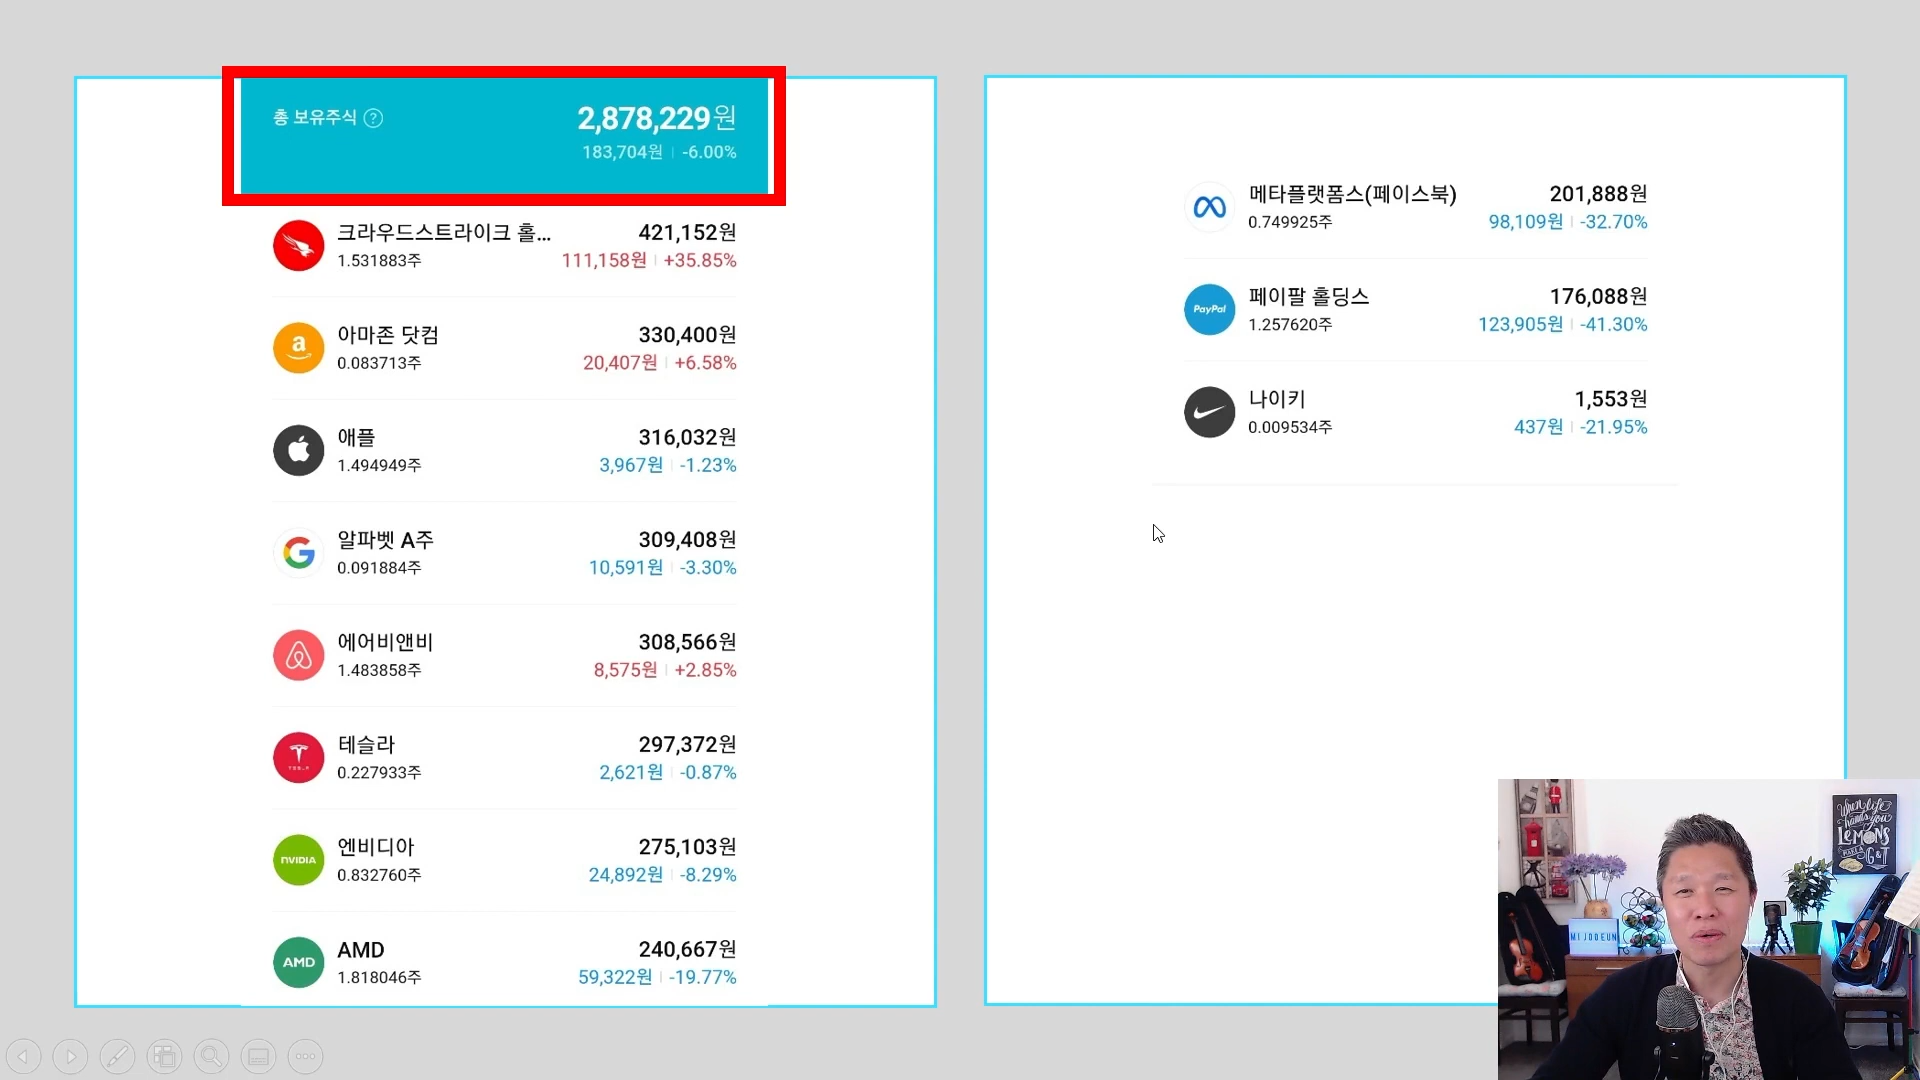 총 보유주식 ?
2,878,229원
183,704원 | -6.00%
크라우드스트라이크 홀...
421,152원
1.531883주
111,158원 | +35.85%
a
아마존 닷컴
330,400원
0.083713주
20,407원 | +6.58%
애플
316,032원
1.494949주
3,967원 | -1.23%
알파벳 A주
309,408원
0.091884주
10,591원 | -3.30%
에어비앤비
308,566원
1.483858주
8,575원 | +2.85%
TESLA
테슬라
297,372원
0.227933주
2,621원 | -0.87%
nVIDIA
엔비디아
275,103원
0.832760주
24,892원 | -8.29%
AMD
AMD
240,667원
1.818046주
59,322원 | -19.77%
메타플랫폼스(페이스북)
201,888원
0.749925주
98,109원 | -32.70%
PayPal
페이팔 홀딩스
176,088원
1.257620주
123,905원 | -41.30%
나이키
1,553원
0.009534주
437원 | -21.95%
When life
hands you
LEMONS
MAKE A
G&T
MI JOOEUN